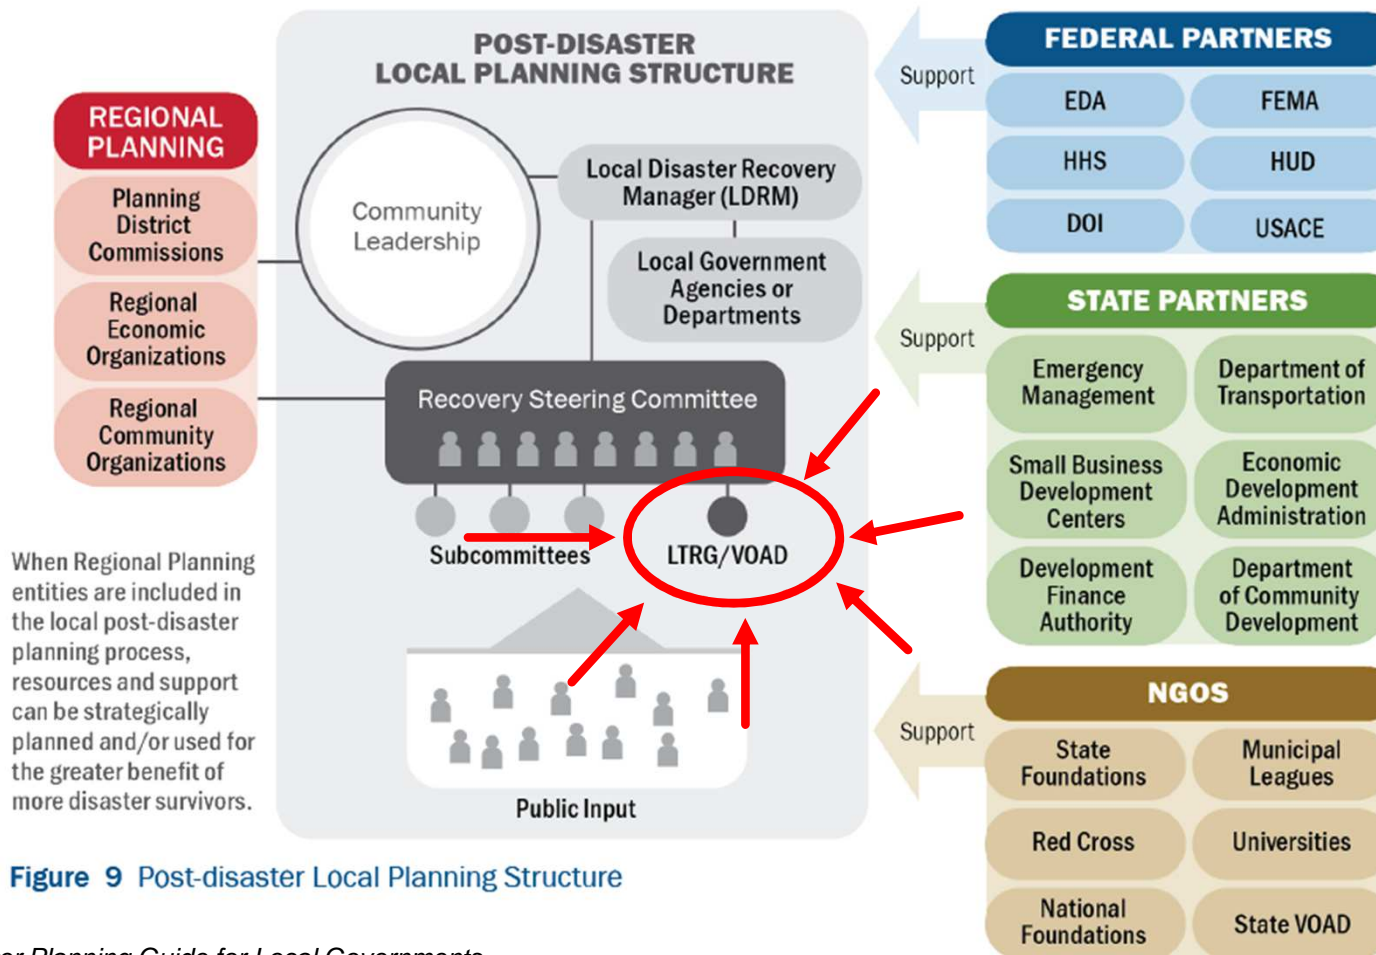 POST-DISASTER
LOCAL PLANNING STRUCTURE
REGIONAL
PLANNING
Planning
District
Commissions
Regional
Economic
Organizations
Regional
Community
Organizations
When Regional Planning
entities are included in
the local post-disaster
planning process,
resources and support
can be strategically
planned and/or used for
the greater benefit of
more disaster survivors.
Community
Leadership
Local Disaster Recovery
Manager (LDRM)
Local Government
Agencies or
Departments
Recovery Steering Committee
Subcommittees
LTRG/VOAD
Public Input
Support
FEDERAL PARTNERS
EDA
FEMA
HHS
HUD
DOI
USACE
Support
STATE PARTNERS
Emergency
Management
Department of
Transportation
Small Business
Development
Centers
Economic
Development
Administration
Development
Finance
Authority
Department
of Community
Development
Support
NGOS
State
Foundations
Municipal
Leagues
Red Cross
Universities
National
Foundations
State VOAD
Figure 9 Post-disaster Local Planning Structure
Planning Guide for Local Governments